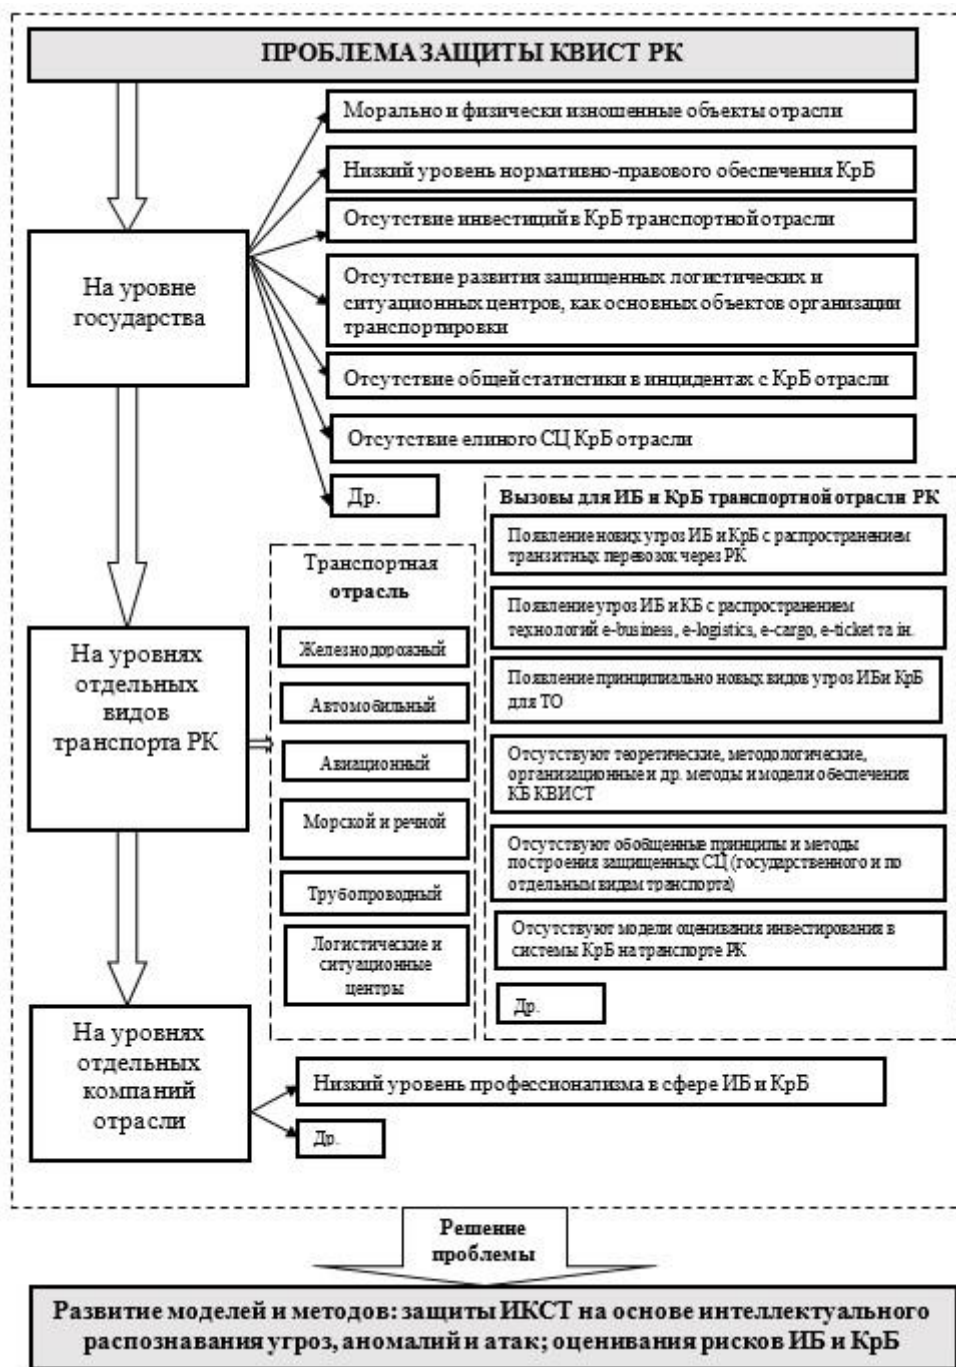 ПРОБЛЕМА ЗАЩИТЫ КВИСТ РК
Морально и физически изношенные объекты отрасли
Низкий уровень нормативно-правового обеспечения КрБ
Отсутствие инвестиций в КрБ транспортной отрасли
Отсутствие развития защищенных логистических и
ситуационных центров, как основных объектов организации
транспортировки
Отсутствие общей статистики в инцидентах с КрБ отрасли
Отсутствие единого СЦ КрБ отрасли
Др.
На уровне
государства
Транспортная
отрасль
Железнодорожный
Автомобильный
Авиационный
Морской и речной
Трубопроводный
Логистические и
ситуационные
центры
На уровнях
отдельных
видов
транспорта РК
Вызовы для ИБ и КрБ транспортной отрасли РК
Появление новых угроз ИБ и КрБ с распространением
транзитных перевозок через РК
Появление угроз ИБ и КБ с распространением
технологий e-business, e-logistics, e-cargo, e-ticket та ін.
Появление принципиально новых видов угроз ИБи КрБ
для ТО
Отсутствуют теоретические, методологические,
организационные и др. методы и модели обеспечения
КБ КВИСТ
Отсутствуют обобщенные принципы и методы
построения защищенных СЦ (государственного и по
отдельным видам транспорта)
Отсутствуют модели оценивания инвестирования в
системы КрБ на транспорте РК
Др.
На уровнях
отдельных
компаний
отрасли
Низкий уровень профессионализма в сфере ИБ и КрБ
Др.
Решение
проблемы
Развитие моделей и методов: защиты ИКСТ на основе интеллектуального
распознавания угроз, аномалий и атак; оценивания рисков ИБ и КрБ